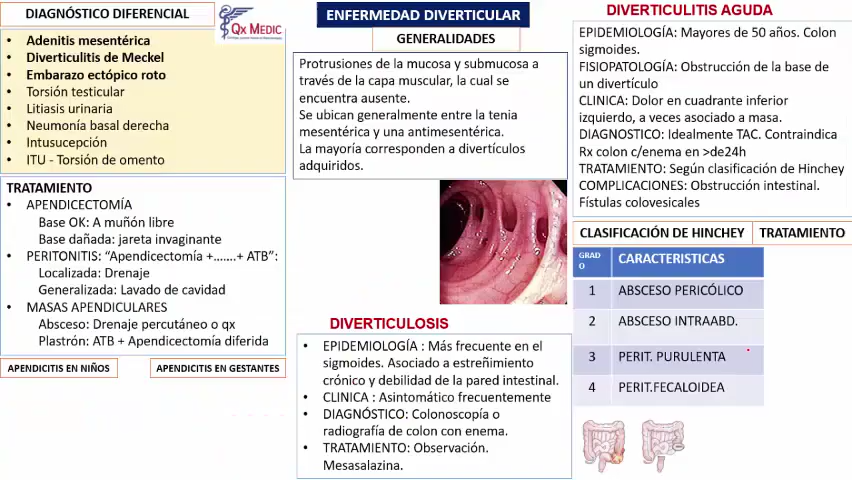 DIAGNÓSTICO DIFERENCIAL
Qx MEDIC
Adenitis mesentérica
Diverticulitis de Meckel
Embarazo ectópico roto
Torsión testicular
Litiasis urinaria
Neumonía basal derecha
Intusucepción
ITU - Torsión de omento
TRATAMIENTO
APENDICECTOMÍA
Base OK: A muñón libre
Base dañada: jareta invaginante
PERITONITIS: “Apendicectomía +…….+ ATB”:
Localizada: Drenaje
Generalizada: Lavado de cavidad
MASAS APENDICULARES
Absceso: Drenaje percutáneo o qx
Plastrón: ATB + Apendicectomía diferida
APENDICITIS EN NIÑOS
APENDICITIS EN GESTANTES
ENFERMEDAD DIVERTICULAR
GENERALIDADES
Protrusiones de la mucosa y submucosa a
través de la capa muscular, la cual se
encuentra ausente.
Se ubican generalmente entre la tenia
mesentérica y una antimesentérica.
La mayoría corresponden a divertículos
adquiridos.
DIVERTICULOSIS
EPIDEMIOLOGÍA : Más frecuente en el
sigmoides. Asociado a estreñimiento
crónico y debilidad de la pared intestinal.
CLINICA : Asintomático frecuentemente
DIAGNÓSTICO: Colonoscopía o
radiografía de colon con enema.
TRATAMIENTO: Observación.
Mesasalazina.
DIVERTICULITIS AGUDA
EPIDEMIOLOGÍA: Mayores de 50 años. Colon
sigmoides.
FISIOPATOLOGÍA: Obstrucción de la base de
un divertículo
CLINICA: Dolor en cuadrante inferior
izquierdo, a veces asociado a masa.
DIAGNOSTICO: Idealmente TAC. Contraindica
Rx colon c/enema en >de24h
TRATAMIENTO: Según clasificación de Hinchey
COMPLICACIONES: Obstrucción intestinal.
Fístulas colovesicales
CLASIFICACIÓN DE HINCHEY
TRATAMIENTO
GRAD
O
CARACTERISTICAS
1 ABSCESO PERICÓLICO
2 ABSCESO INTRAABD.
3 PERIT. PURULENTA
4 PERIT.FECALOIDEA